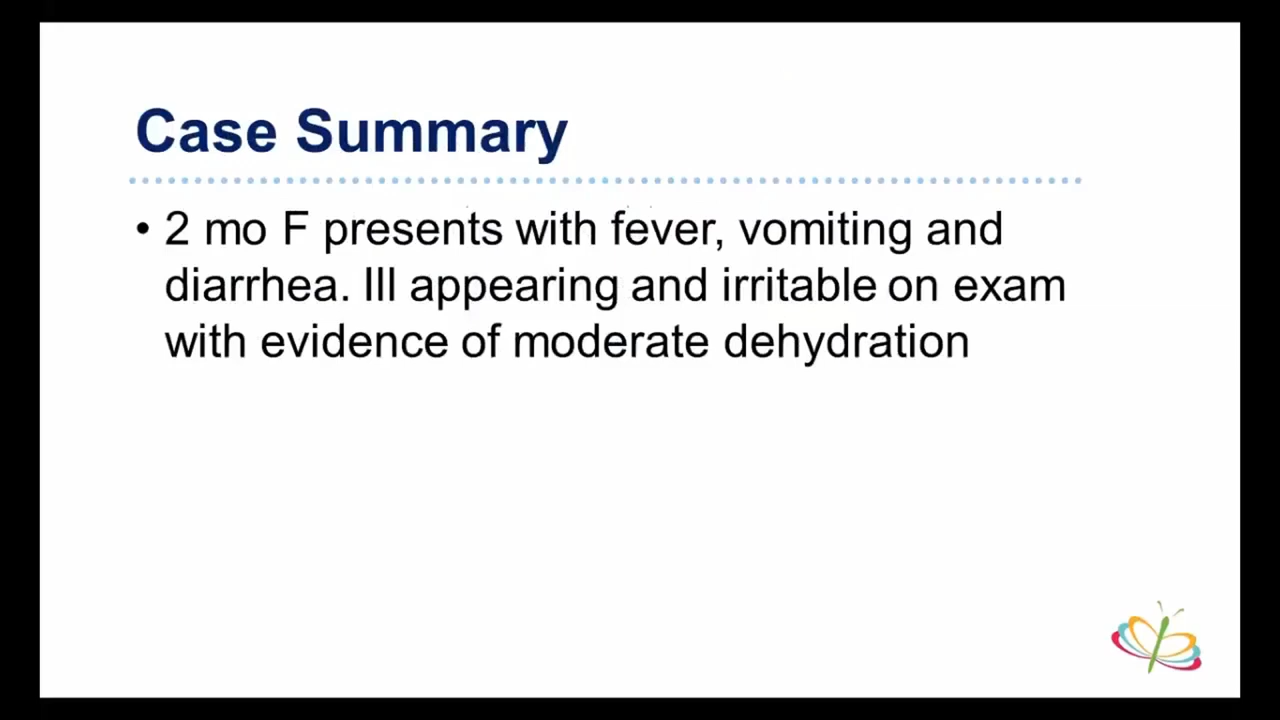 Case Summary
• 2 mo F presents with fever, vomiting and
diarrhea. Ill appearing and irritable on exam
with evidence of moderate dehydration